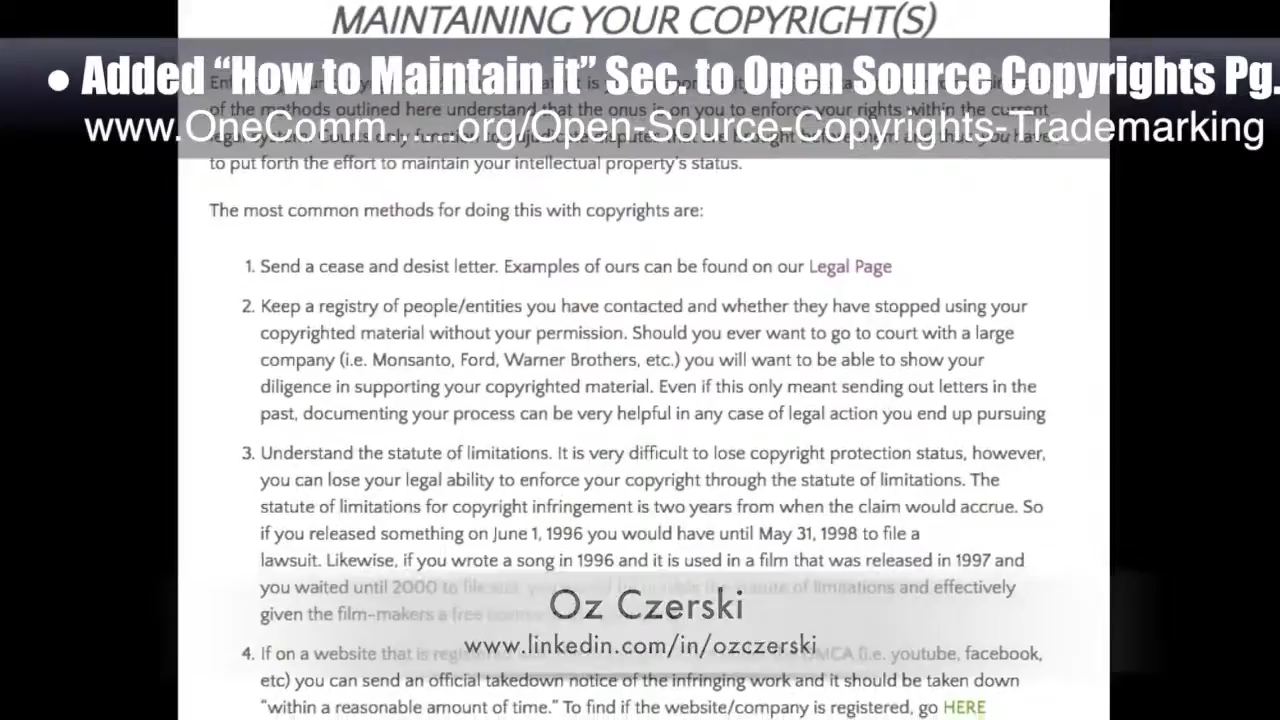 MAINTAINING YOUR COPYRIGHT(S)
• Added “How to Maintain it” Sec. to Open Source Copyrights Pg.
of the methods outlined here understand that the onus is on you to enforce your rights within the current
www.OneComm ... .org/Open-Source-Copyrights-Trademarking
to put forth the effort to maintain your intellectual property’s status.
The most common methods for doing this with copyrights are:
1. Send a cease and desist letter. Examples of ours can be found on our Legal Page
2. Keep a registry of people/entities you have contacted and whether they have stopped using your
copyrighted material without your permission. Should you ever want to go to court with a large
company (i.e. Monsanto, Ford, Warner Brothers, etc.) you will want to be able to show your
diligence in supporting your copyrighted material. Even if this only meant sending out letters in the
past, documenting your process can be very helpful in any case of legal action you end up pursuing
3. Understand the statute of limitations. It is very difficult to lose copyright protection status, however,
you can lose your legal ability to enforce your copyright through the statute of limitations. The
statute of limitations for copyright infringement is two years from when the claim would accrue. So
if you released something on June 1, 1996 you would have until May 31, 1998 to file a
lawsuit. Likewise, if you wrote a song in 1996 and it is used in a film that was released in 1997 and
you waited until 2000 to file of limitations and effectively
given the film-makers a free
Oz Czerski
www.linkedin.com/in/ozczerski
4. If on a website that is DMCA (i.e. youtube, facebook,
etc) you can send an official takedown notice of the infringing work and it should be taken down
“within a reasonable amount of time.” To find if the website/company is registered, go HERE